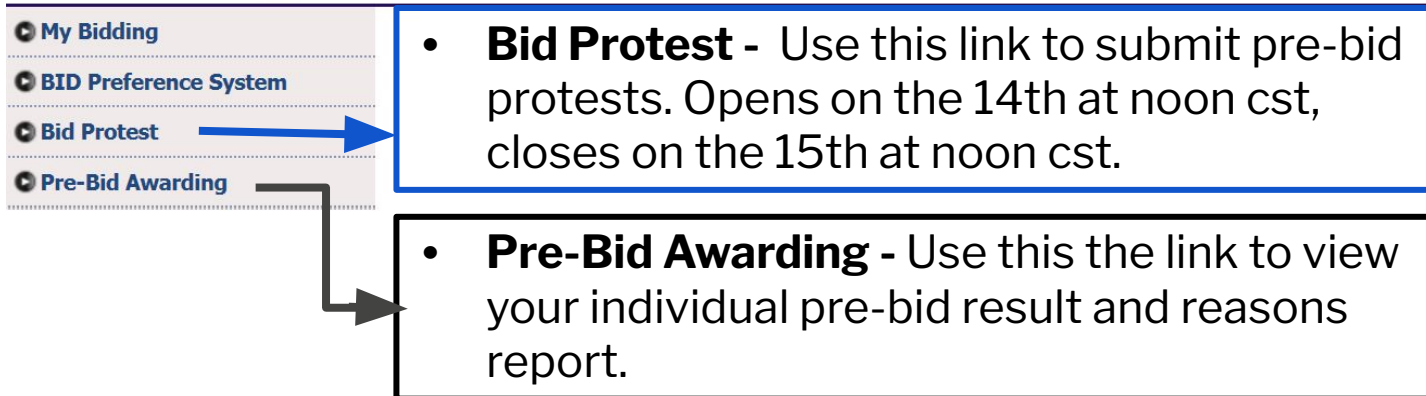 My Bidding
BID Preference System
Bid Protest
Pre-Bid Awarding
• Bid Protest - Use this link to submit pre-bid
protests. Opens on the 14th at noon cst,
closes on the 15th at noon cst.
• Pre-Bid Awarding - Use this the link to view
your individual pre-bid result and reasons
report.